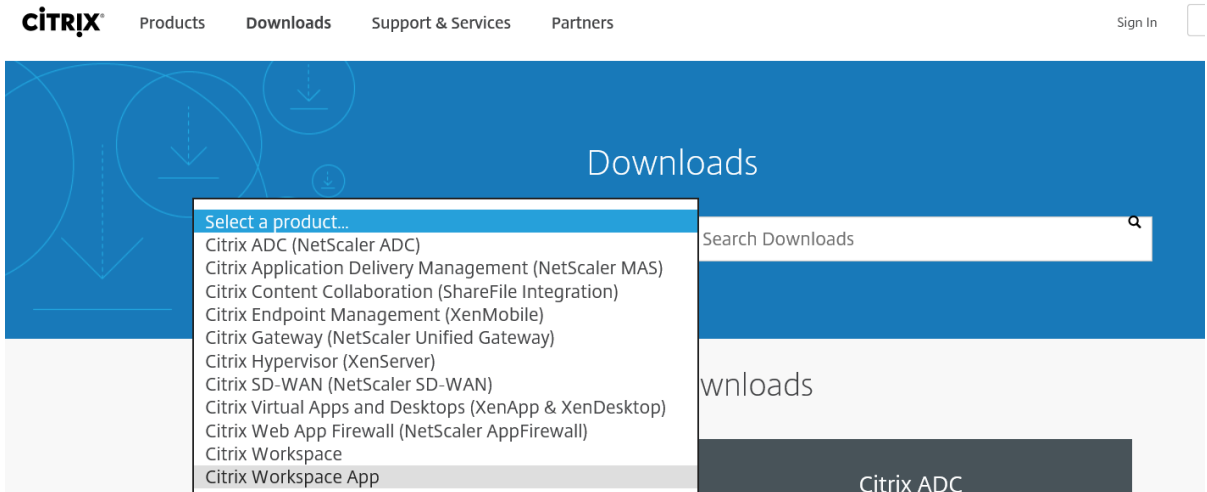 CİTRIX Products Downloads Support & Services Partners Sign In
Downloads
Select a product...
Search Downloads
Citrix ADC (NetScaler ADC)
Citrix Application Delivery Management (NetScaler MAS)
Citrix Content Collaboration (ShareFile Integration)
Citrix Endpoint Management (XenMobile)
Citrix Gateway (NetScaler Unified Gateway)
Citrix Hypervisor (XenServer)
Citrix SD-WAN (NetScaler SD-WAN)
wnloads
Citrix Virtual Apps and Desktops (XenApp & XenDesktop)
Citrix Web App Firewall (NetScaler AppFirewall)
Citrix Workspace
Citrix Workspace App
Citrix ADC